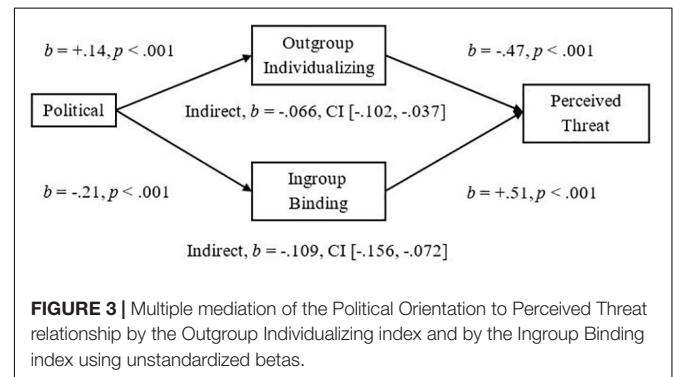 b = +.14, p < .001
Outgroup
Individualizing
b = -.47, p < .001
Political
Indirect, b = -.066, CI [-.102, -.037]
Perceived
Threat
b = -.21, p < .001
Ingroup
Binding
b = +.51, p < .001
Indirect, b = -.109, CI [-.156, -.072]
FIGURE 3 | Multiple mediation of the Political Orientation to Perceived Threat
relationship by the Outgroup Individualizing index and by the Ingroup Binding
index using unstandardized betas.